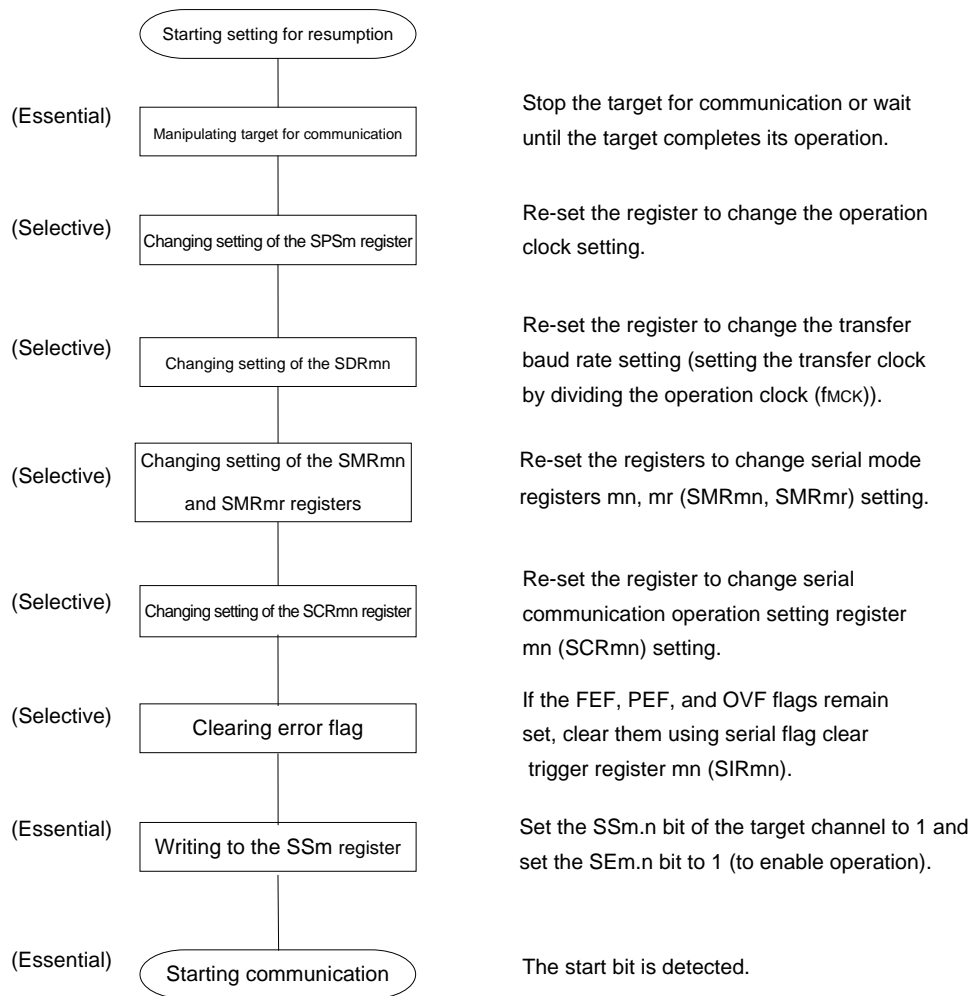 Starting setting for resumption
(Essential)
Manipulating target for communication
Stop the target for communication or wait
until the target completes its operation.
(Selective)
Changing setting of the SPSm register
Re-set the register to change the operation
clock setting.
(Selective)
Changing setting of the SDRmn
Re-set the register to change the transfer
baud rate setting (setting the transfer clock
by dividing the operation clock (fMCK)).
(Selective)
Changing setting of the SMRmn
and SMRmr registers
Re-set the registers to change serial mode
registers mn, mr (SMRmn, SMRmr) setting.
(Selective)
Changing setting of the SCRmn register
Re-set the register to change serial
communication operation setting register
mn (SCRmn) setting.
(Selective)
Clearing error flag
If the FEF, PEF, and OVF flags remain
set, clear them using serial flag clear
trigger register mn (SIRmn).
(Essential)
Writing to the SSm register
Set the SSm.n bit of the target channel to 1 and
set the SEm.n bit to 1 (to enable operation).
(Essential)
Starting communication
The start bit is detected.